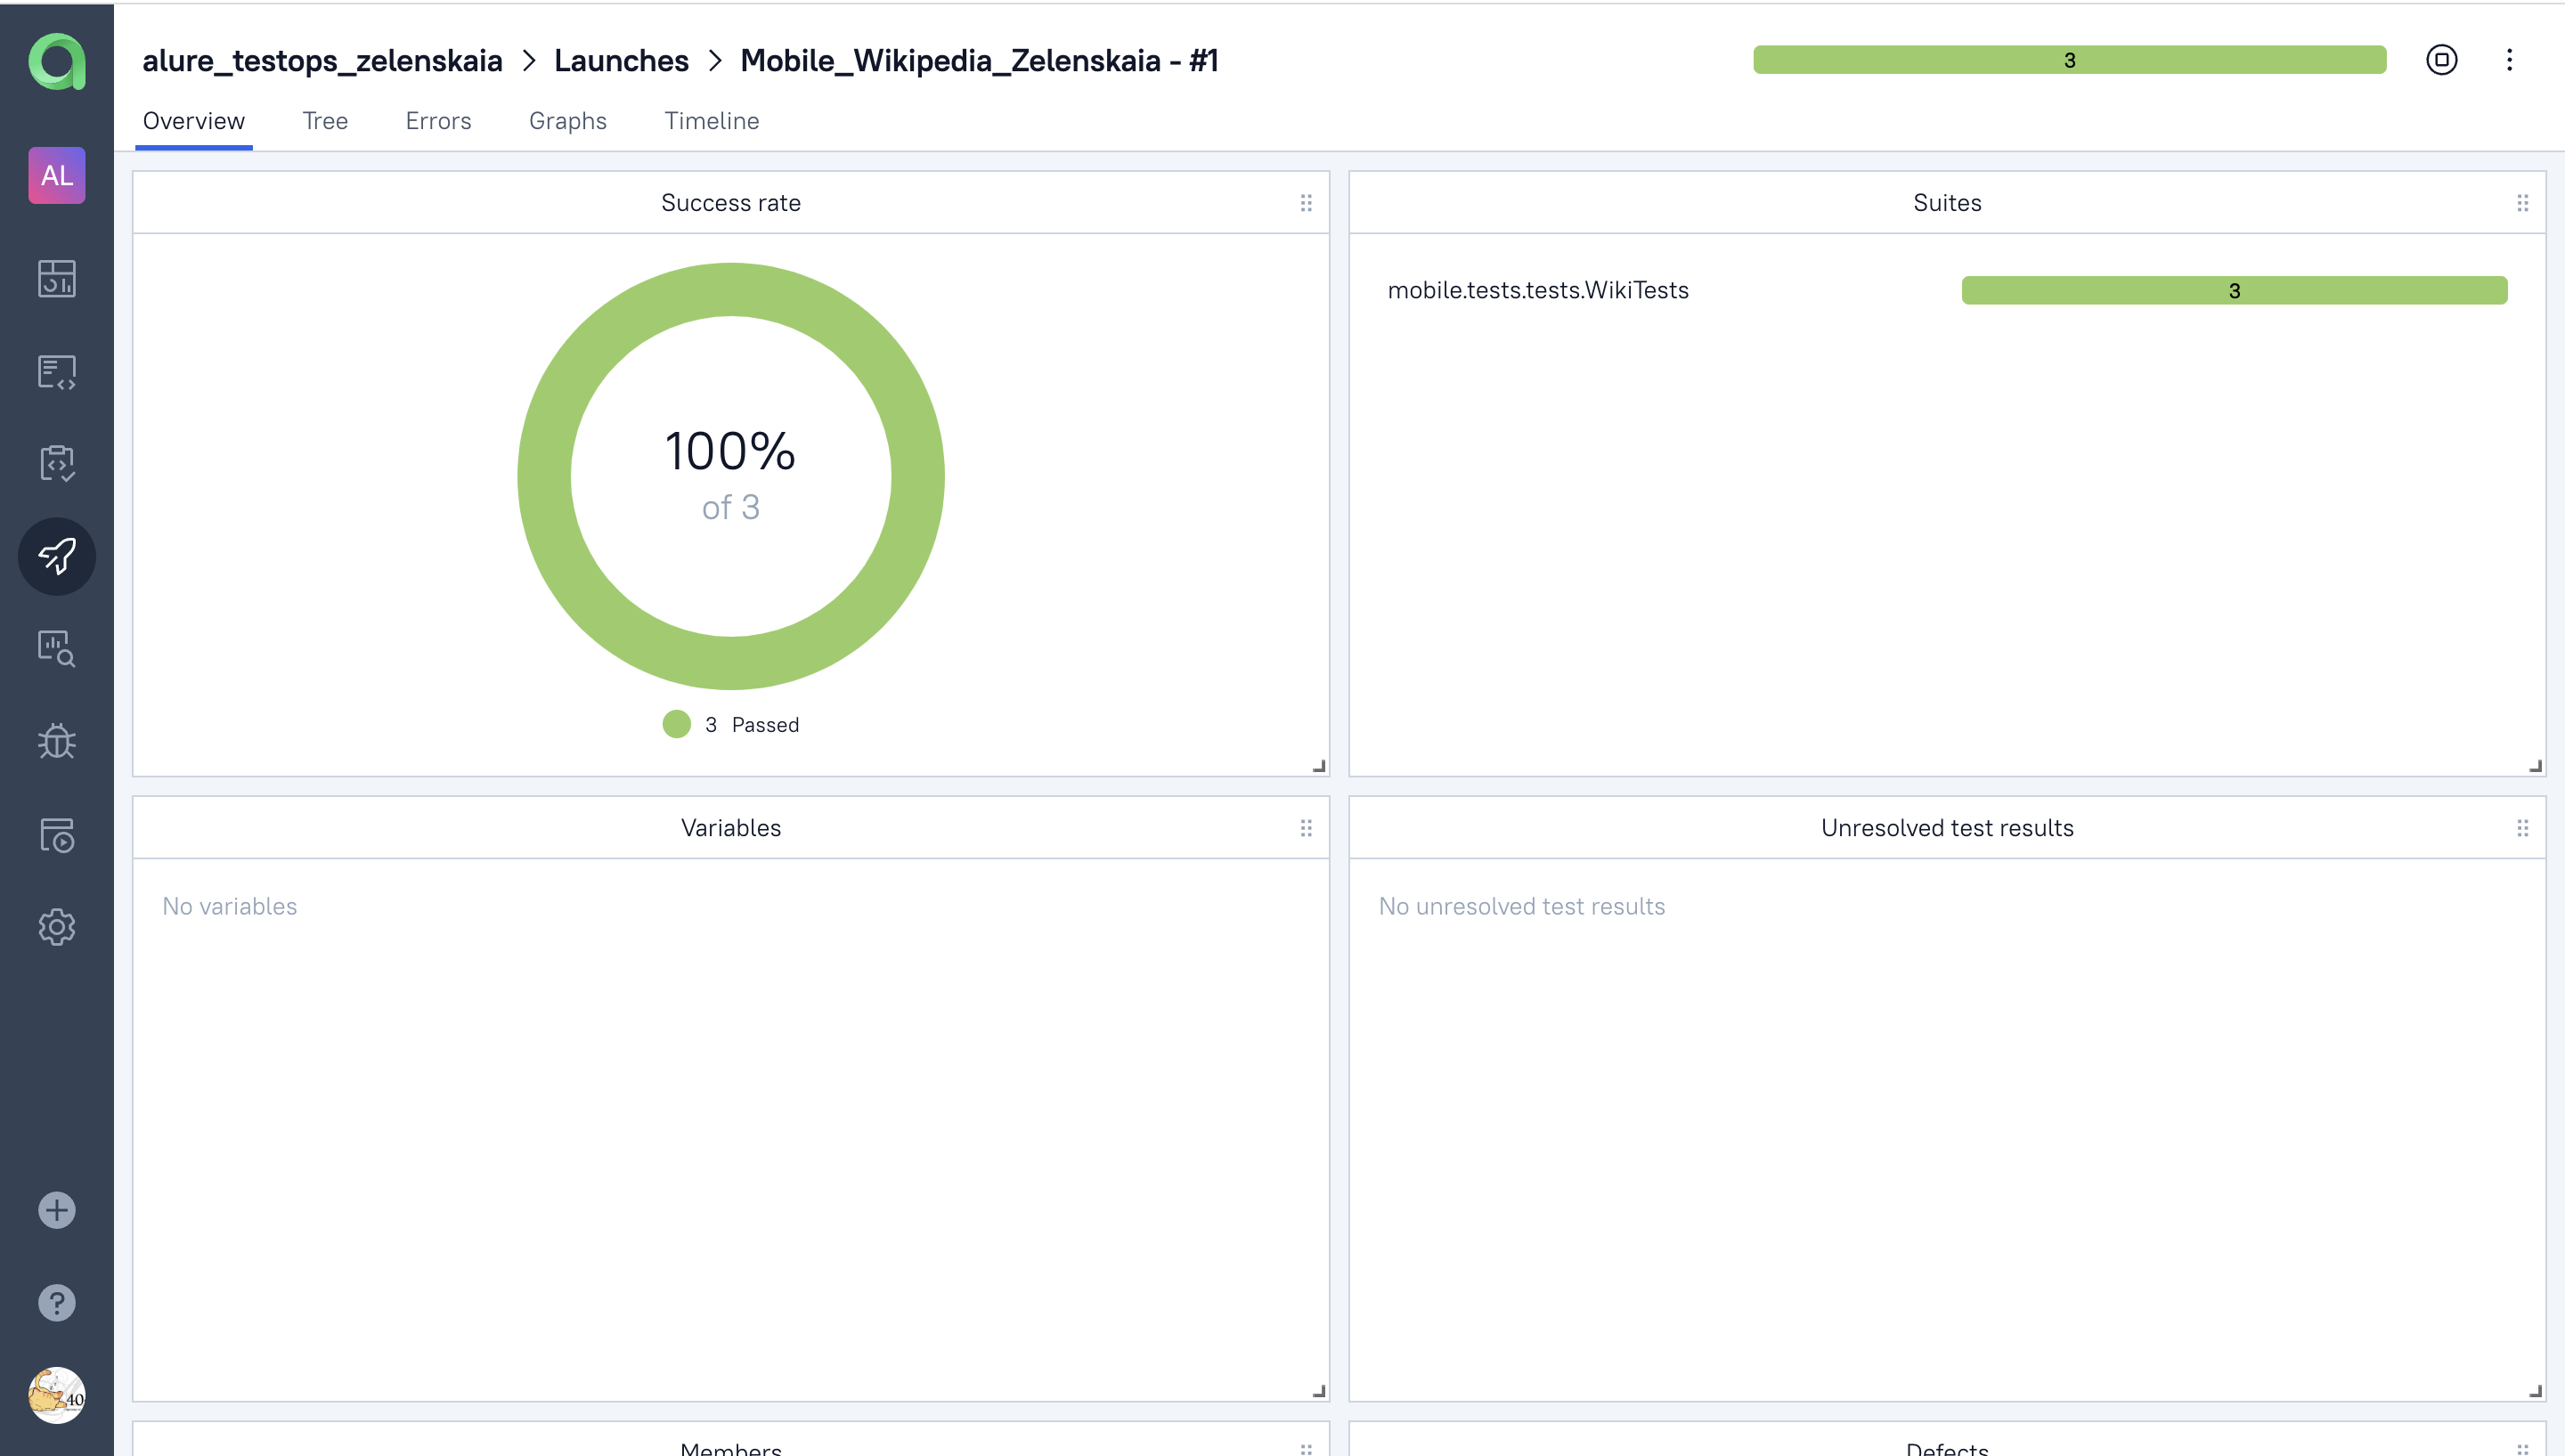 alure_testops_zelenskaia > Launches > Mobile_Wikipedia_Zelenskaia - #1
3
Overview Tree Errors Graphs Timeline
AL
Success rate
100%
of 3
3 Passed
Suites
mobile.tests.tests.WikiTests 3
Variables
No variables
Unresolved test results
No unresolved test results
Members
Defects
?
40